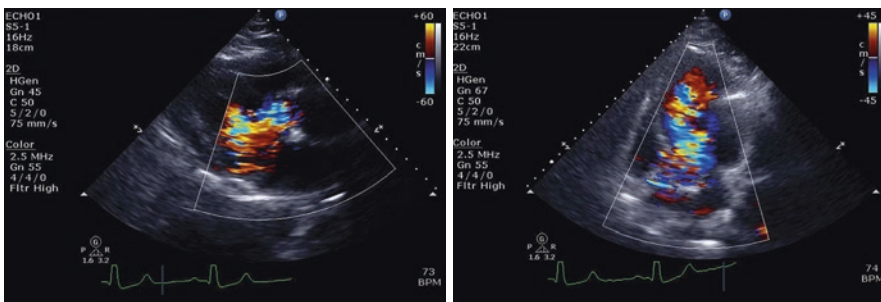 ECHO1
S5-1
16Hz
18cm
2D
HGen
Gn 45
C 50
5/2/0
75 mm/s
Color
2.5 MHz
Gn 55
4/4/0
Fltr High
P
+60
c
m
/
s
-60
G
P R
1.6 3.2
73
BPM
ECHO1
S5-1
16Hz
22cm
2D
HGen
Gn 67
C 50
5/2/0
75 mm/s
Color
2.5 MHz
Gn 55
4/4/0
Fltr High
P
+45
c
m
/
s
-45
G
P R
1.6 3.2
74
BPM